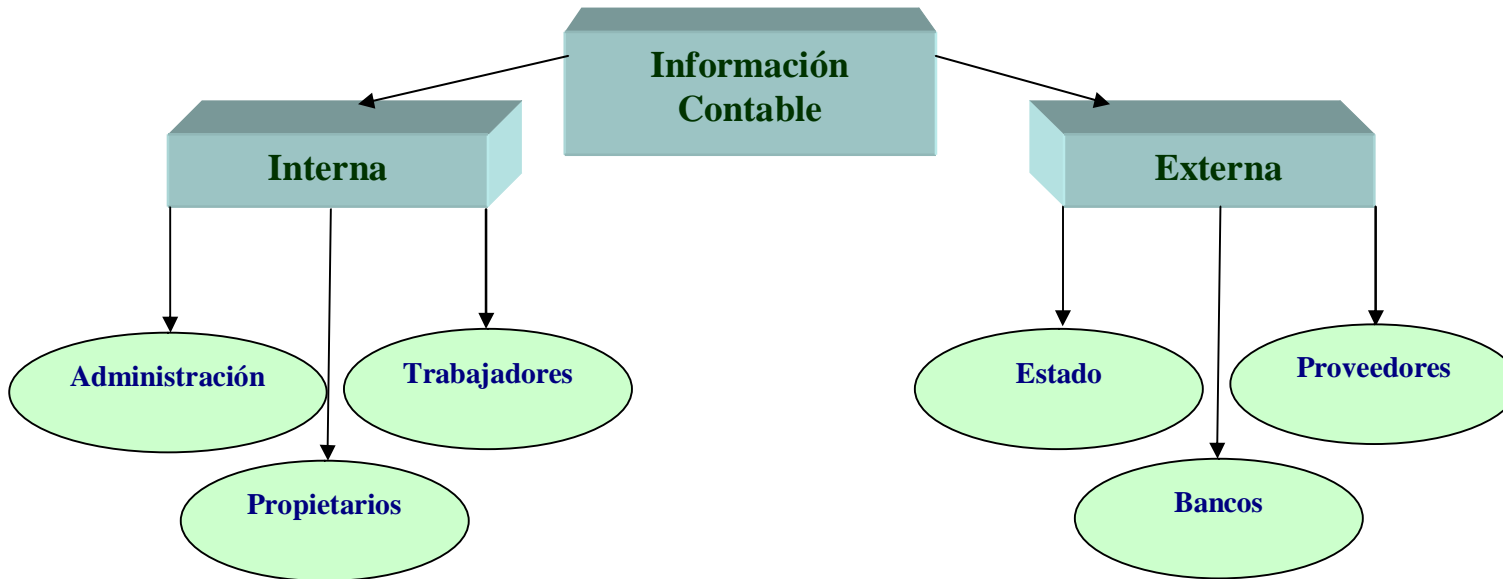 Información
Contable
Interna
Externa
Administración
Trabajadores
Propietarios
Estado
Proveedores
Bancos